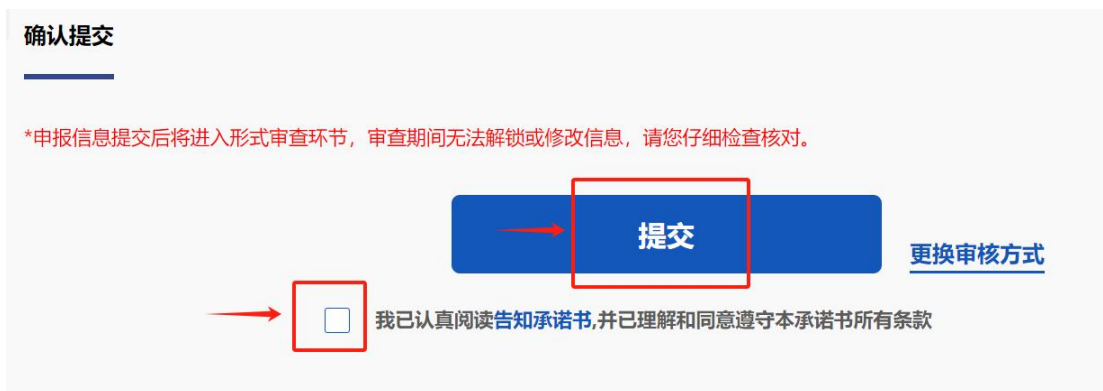 确认提交
*申报信息提交后将进入形式审查环节，审查期间无法解锁或修改信息，请您仔细检查核对。
提交
更换审核方式
我已认真阅读告知承诺书,并已理解和同意遵守本承诺书所有条款